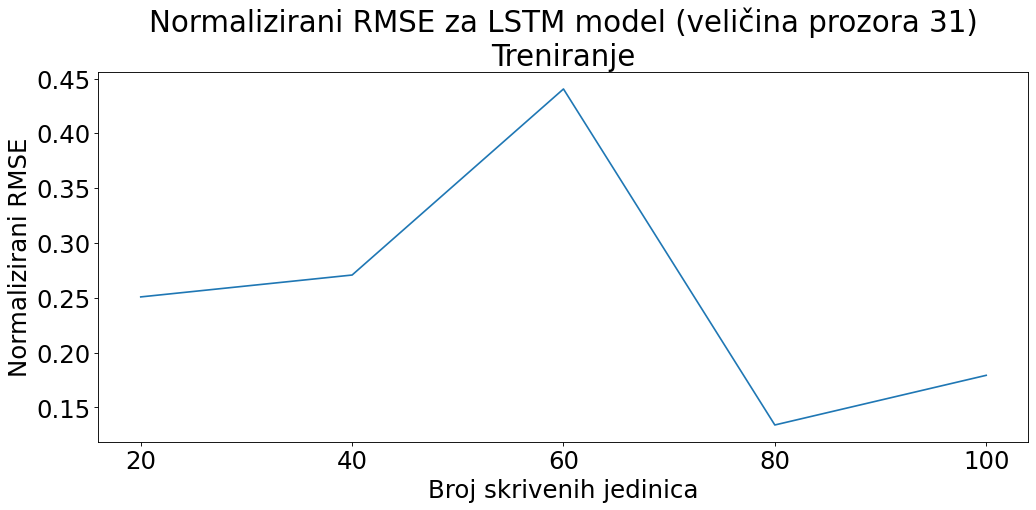 Normalizirani RMSE za LSTM model (veličina prozora 31)
Treniranje
Normalizirani RMSE
0.45
0.40
0.35
0.30
0.25
0.20
0.15
20 40 60 80 100
Broj skrivenih jedinica